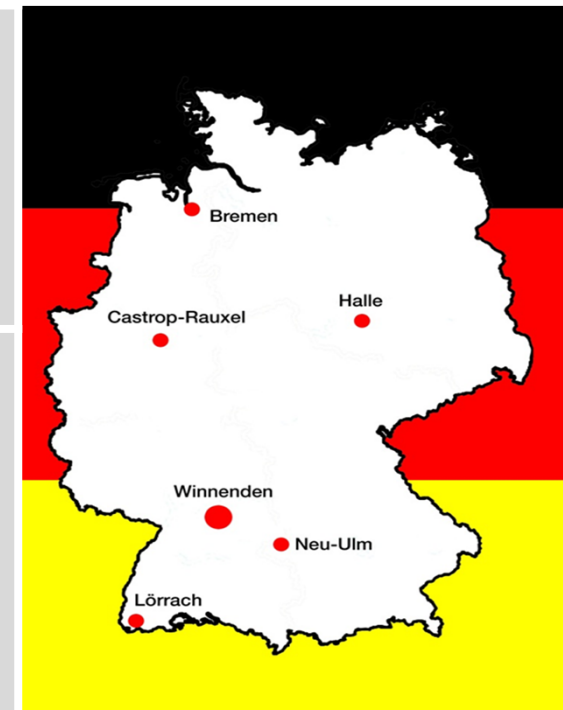 Bremen
Halle
Castrop-Rauxel
Winnenden
Neu-Ulm
Lörrach